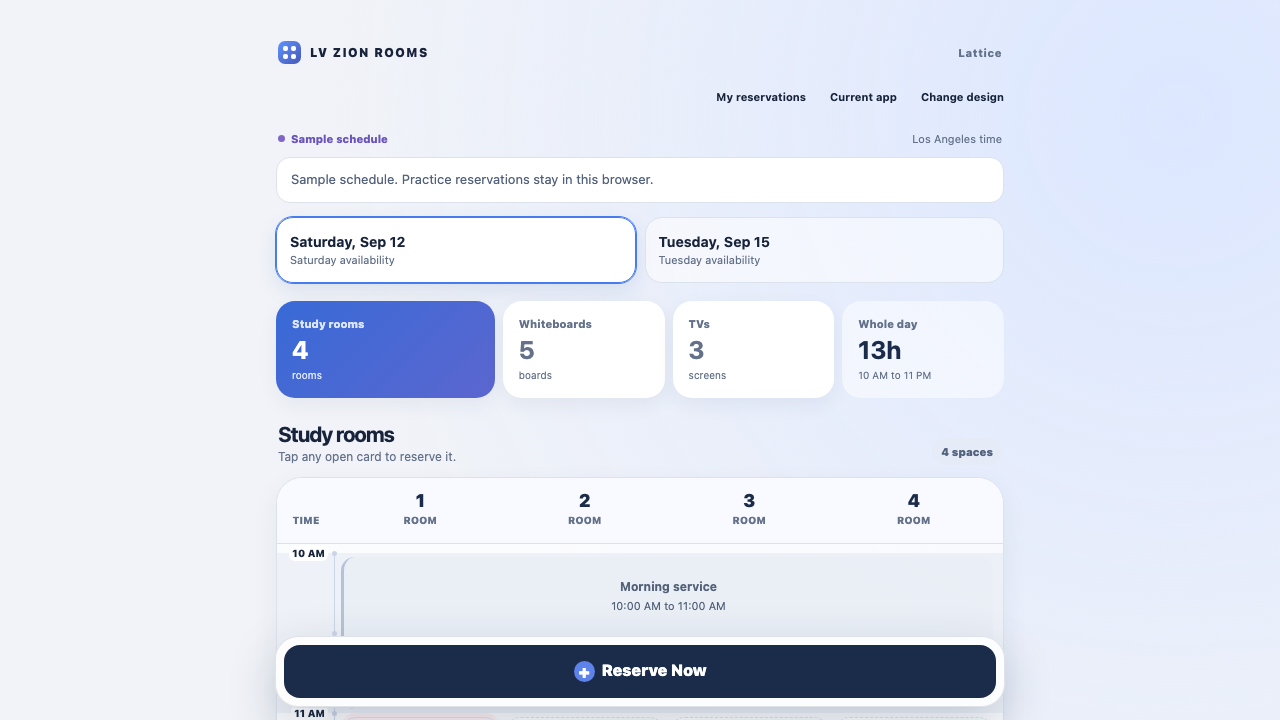 LV ZION ROOMS
Lattice
My reservations Current app Change design
Sample schedule
Los Angeles time
Sample schedule. Practice reservations stay in this browser.
Saturday, Sep 12
Saturday availability
Tuesday, Sep 15
Tuesday availability
Study rooms
4
rooms
Whiteboards
5
boards
TVs
3
screens
Whole day
13h
10 AM to 11 PM
Study rooms
Tap any open card to reserve it.
4 spaces
TIME
1
ROOM
2
ROOM
3
ROOM
4
ROOM
10 AM
Morning service
10:00 AM to 11:00 AM
Reserve Now
11 AM